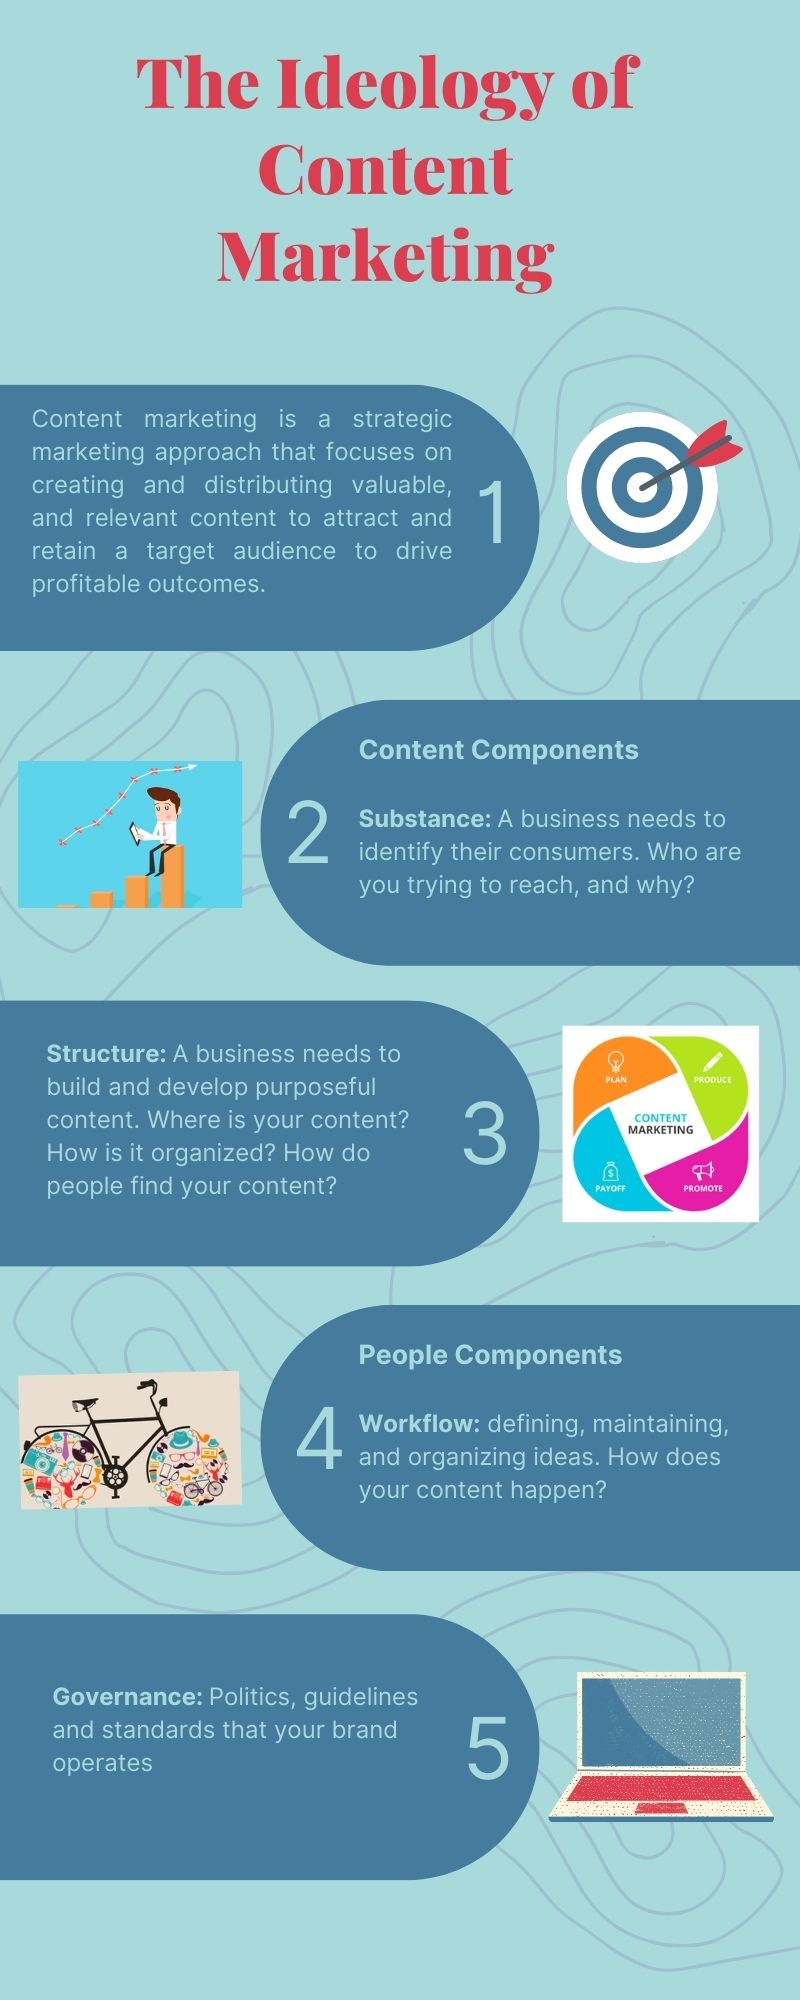 The Ideology of
Content
Marketing
Content marketing is a strategic
marketing approach that focuses on
creating and distributing valuable,
and relevant content to attract and
retain a target audience to drive
profitable outcomes.
1
Content Components
2
Substance: A business needs to
identify their consumers. Who are
you trying to reach, and why?
Structure: A business needs to
build and develop purposeful
content. Where is your content?
How is it organized? How do
people find your content?
3
PLAN
PRODUCE
CONTENT
MARKETING
PAYOFF
PROMOTE
People Components
4
Workflow: defining, maintaining,
and organizing ideas. How does
your content happen?
Governance: Politics, guidelines
and standards that your brand
operates
5